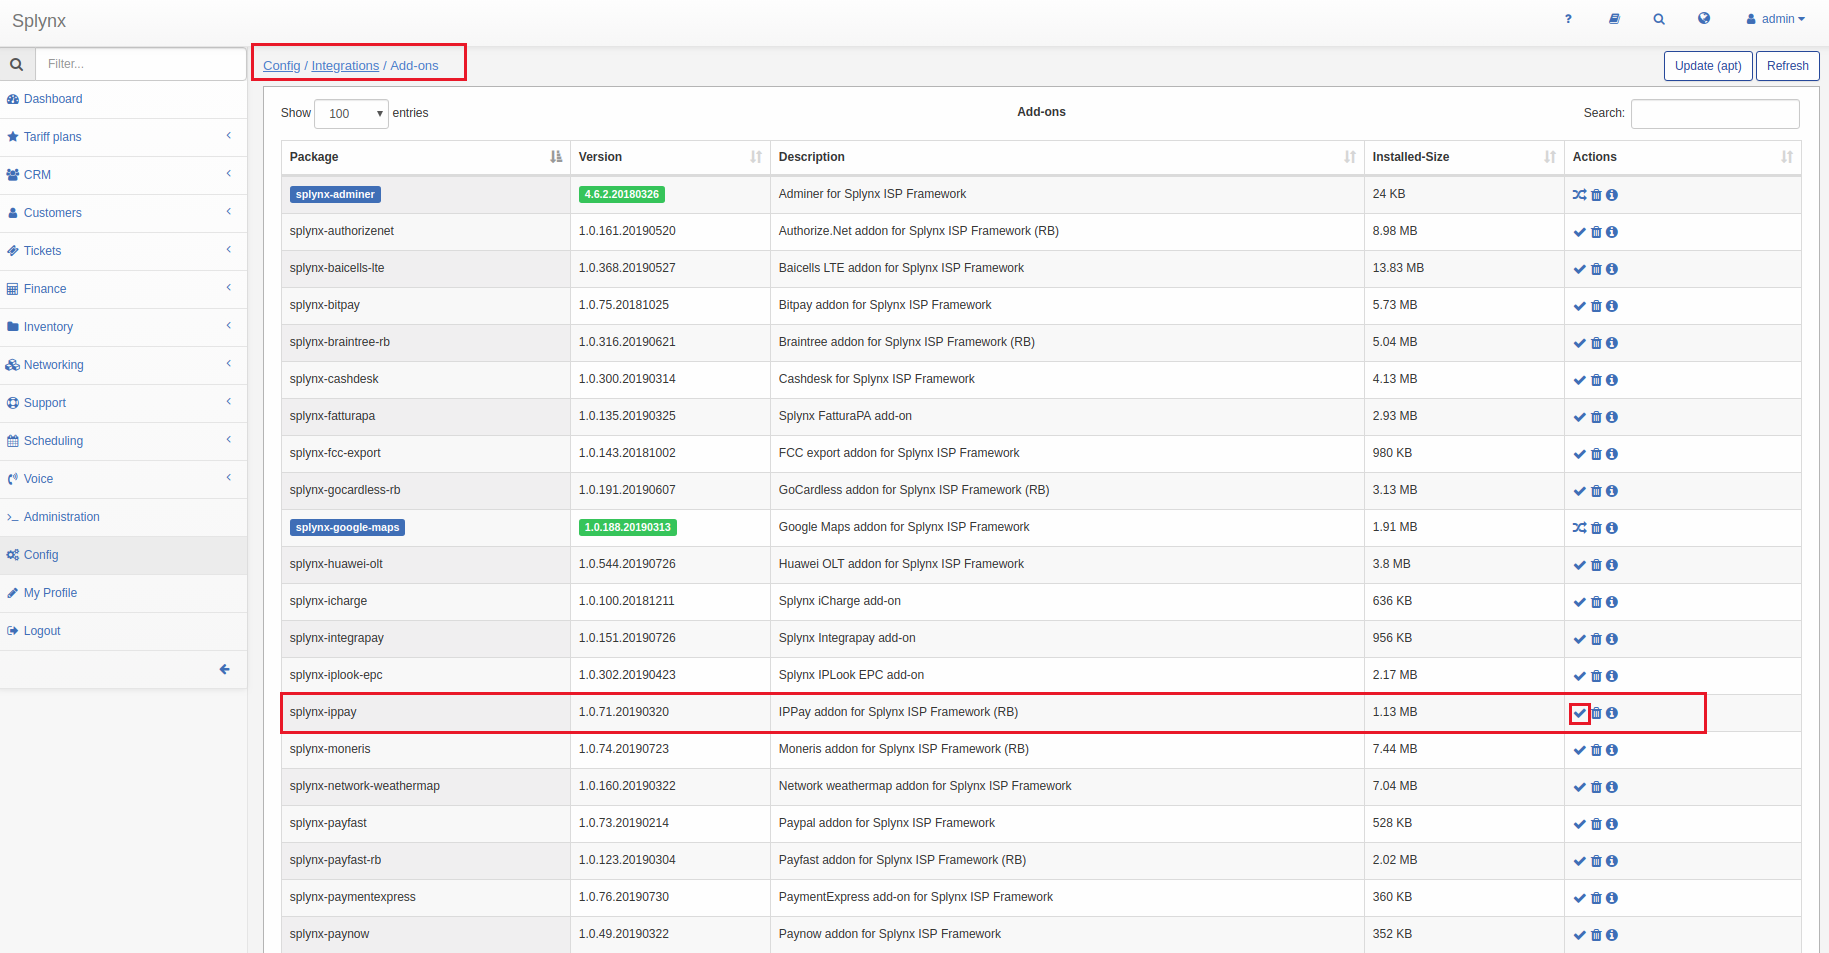 Splynx
? admin
Filter...
Config / Integrations / Add-ons
Update (apt) Refresh
Dashboard
Tariff plans
CRM
Customers
Tickets
Finance
Inventory
Networking
Support
Scheduling
Voice
Administration
Config
My Profile
Logout
Show 100 entries Add-ons Search:
Package Version Description Installed-Size Actions
splynx-adminer 4.6.2.20180326 Adminer for Splynx ISP Framework 24 KB
splynx-authorizenet 1.0.161.20190520 Authorize.Net addon for Splynx ISP Framework (RB) 8.98 MB
splynx-baicells-lte 1.0.368.20190527 Baicells LTE addon for Splynx ISP Framework 13.83 MB
splynx-bitpay 1.0.75.20181025 Bitpay addon for Splynx ISP Framework 5.73 MB
splynx-braintree-rb 1.0.316.20190621 Braintree addon for Splynx ISP Framework (RB) 5.04 MB
splynx-cashdesk 1.0.300.20190314 Cashdesk for Splynx ISP Framework 4.13 MB
splynx-fatturapa 1.0.135.20190325 Splynx FatturaPA add-on 2.93 MB
splynx-fcc-export 1.0.143.20181002 FCC export addon for Splynx ISP Framework 980 KB
splynx-gocardless-rb 1.0.191.20190607 GoCardless addon for Splynx ISP Framework (RB) 3.13 MB
splynx-google-maps 1.0.188.20190313 Google Maps addon for Splynx ISP Framework 1.91 MB
splynx-huawei-olt 1.0.544.20190726 Huawei OLT addon for Splynx ISP Framework 3.8 MB
splynx-icharge 1.0.100.20181211 Splynx iCharge add-on 636 KB
splynx-integrapay 1.0.151.20190726 Splynx Integrapay add-on 956 KB
splynx-iplook-epc 1.0.302.20190423 Splynx IPLook EPC add-on 2.17 MB
splynx-ippay 1.0.71.20190320 IPPay addon for Splynx ISP Framework (RB) 1.13 MB
splynx-moneris 1.0.74.20190723 Moneris addon for Splynx ISP Framework (RB) 7.44 MB
splynx-network-weathermap 1.0.160.20190322 Network weathermap addon for Splynx ISP Framework 7.04 MB
splynx-payfast 1.0.73.20190214 Paypal addon for Splynx ISP Framework 528 KB
splynx-payfast-rb 1.0.123.20190304 Payfast addon for Splynx ISP Framework (RB) 2.02 MB
splynx-paymentexpress 1.0.76.20190730 PaymentExpress add-on for Splynx ISP Framework 360 KB
splynx-paynow 1.0.49.20190322 Paynow addon for Splynx ISP Framework 352 KB